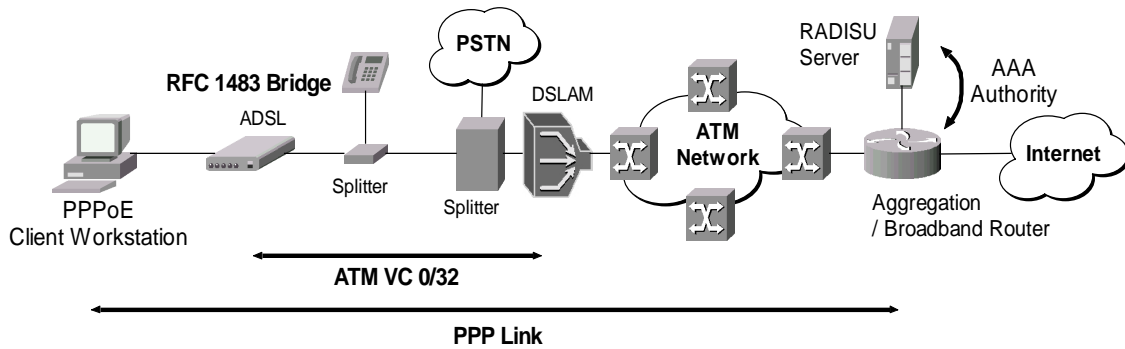 PSTN
RADISU
Server
RFC 1483 Bridge
AAA
Authority
DSLAM
ADSL
ATM
Network
Internet
Splitter
Splitter
PPPoE
Client Workstation
Aggregation
/ Broadband Router
ATM VC 0/32
PPP Link